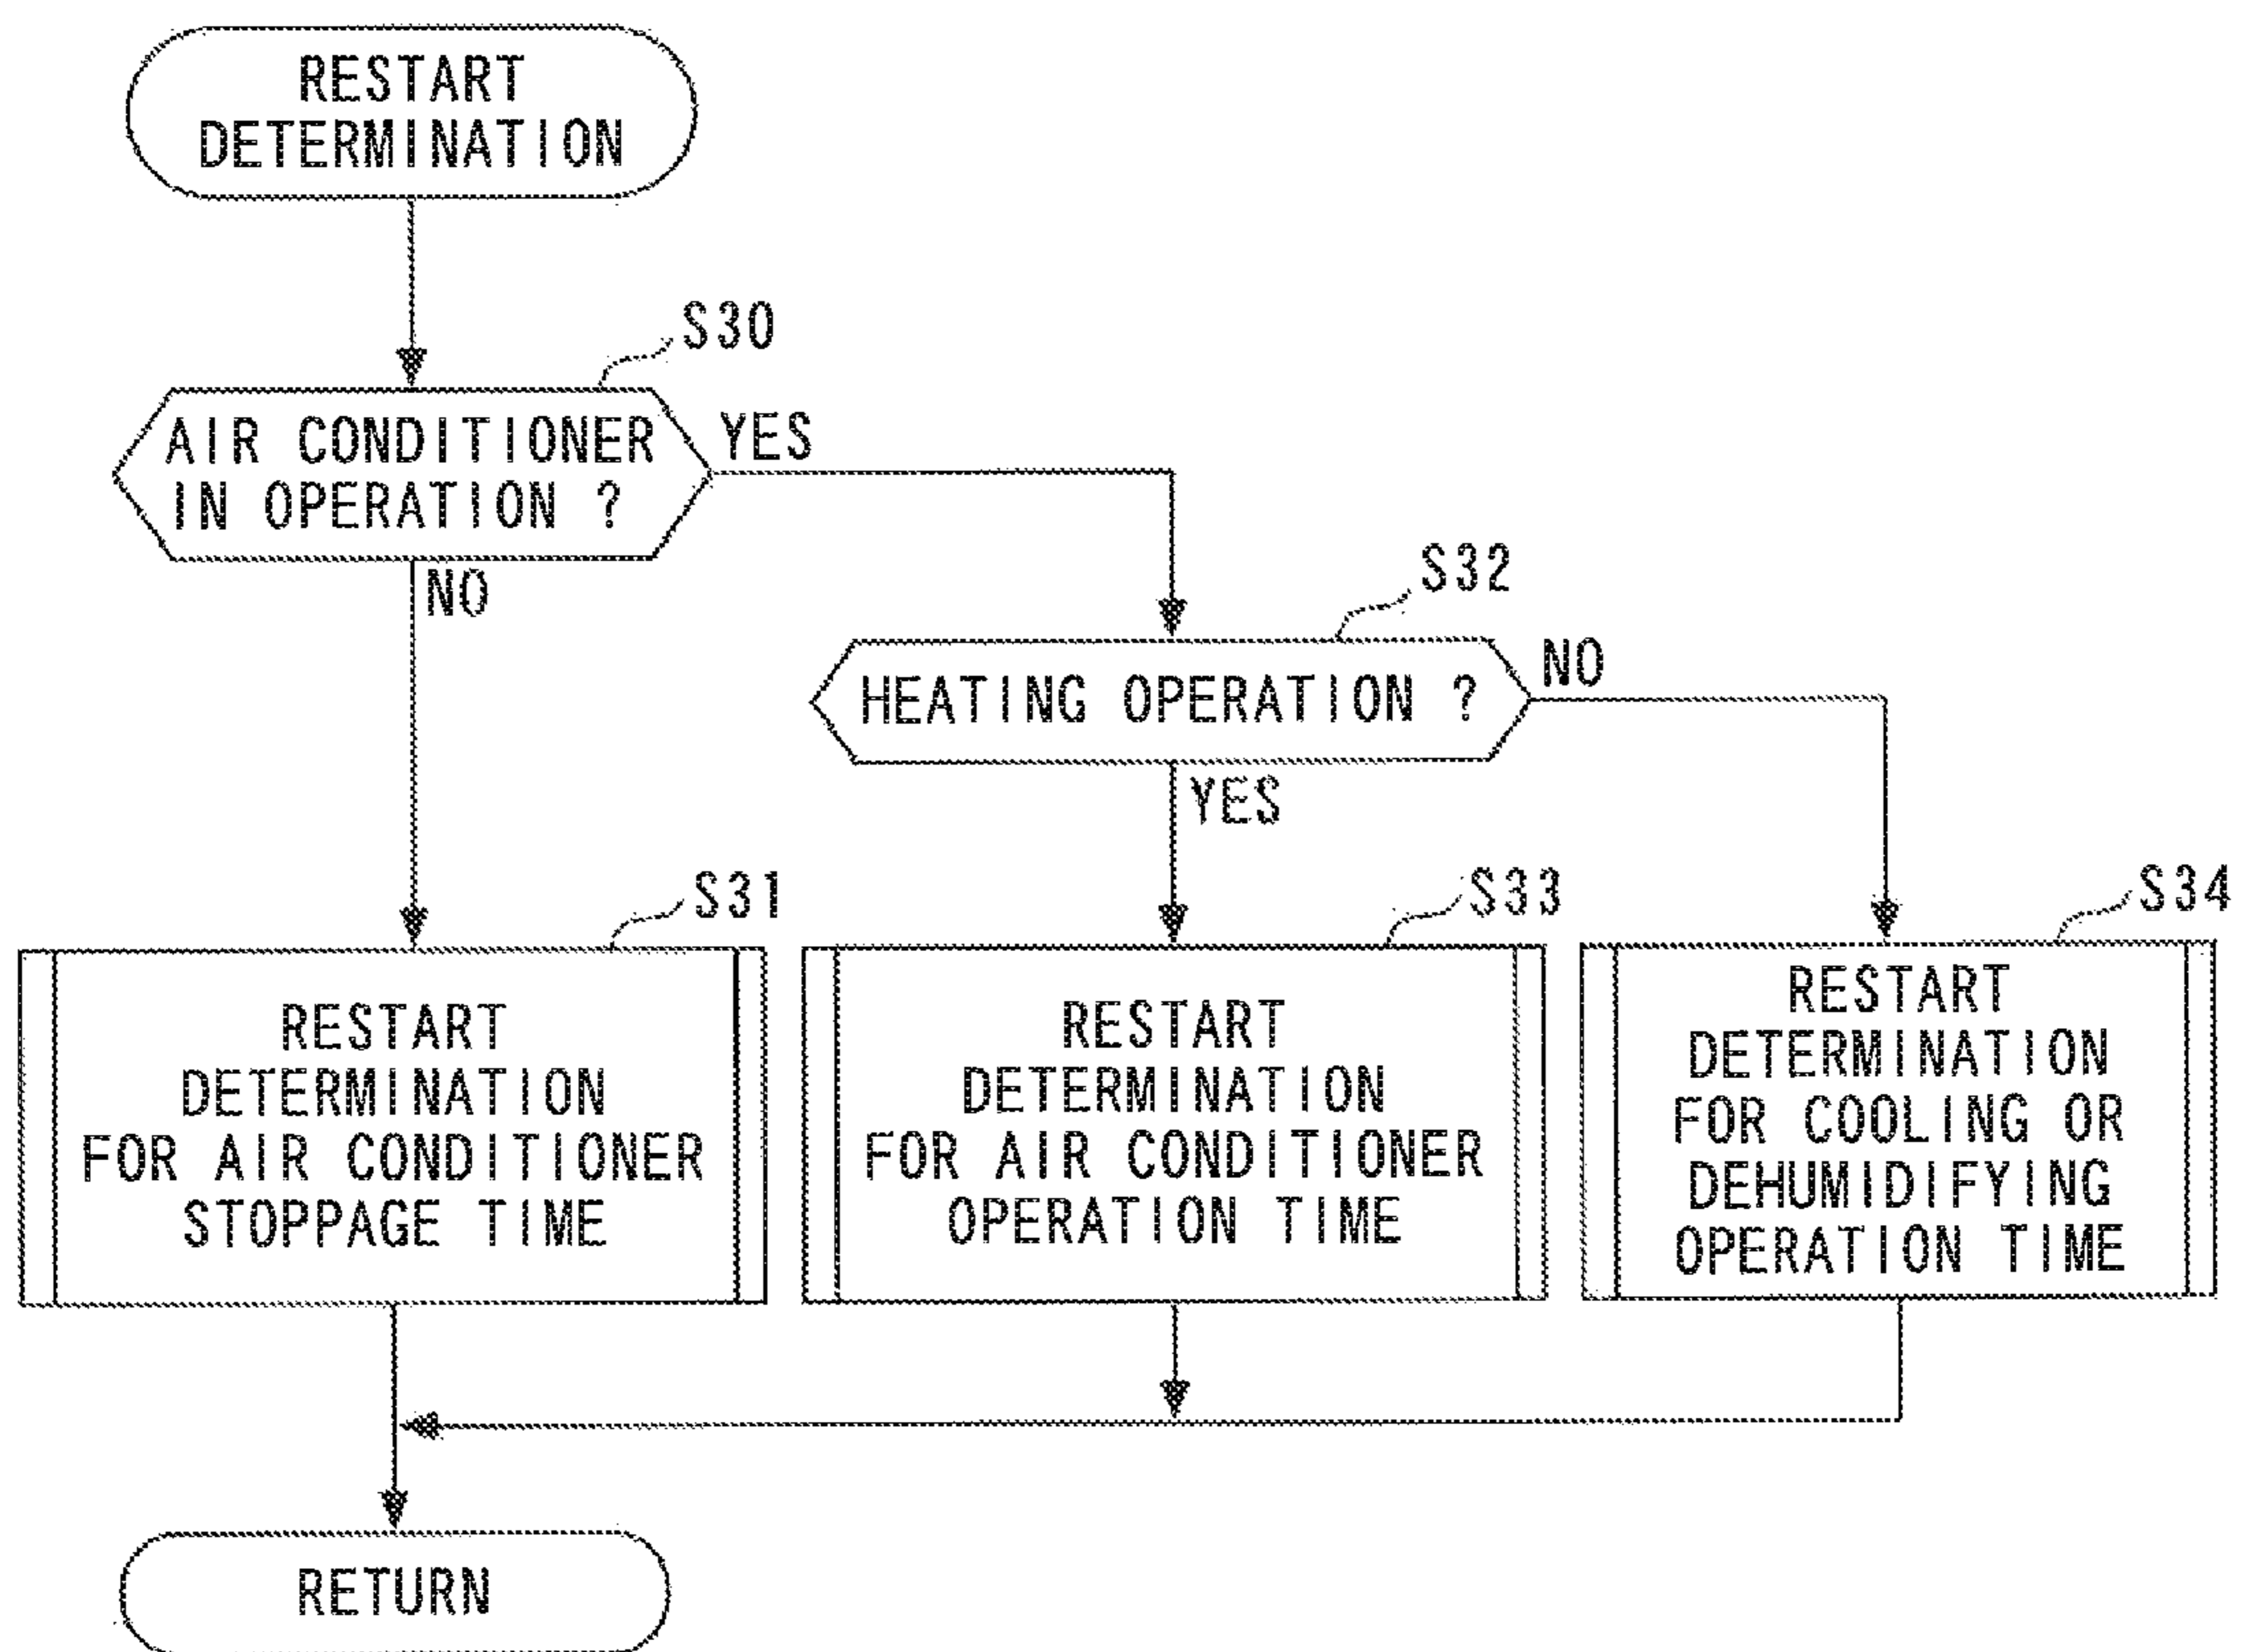 RESTART
DETERMINATION
S30
AIR CONDITIONER
IN OPERATION ?
YES
NO
S32
HEATING OPERATION ?
NO
YES
S31
RESTART
DETERMINATION
FOR AIR CONDITIONER
STOPPAGE TIME
S33
RESTART
DETERMINATION
FOR AIR CONDITIONER
OPERATION TIME
S34
RESTART
DETERMINATION
FOR COOLING OR
DEHUMIDIFYING
OPERATION TIME
RETURN